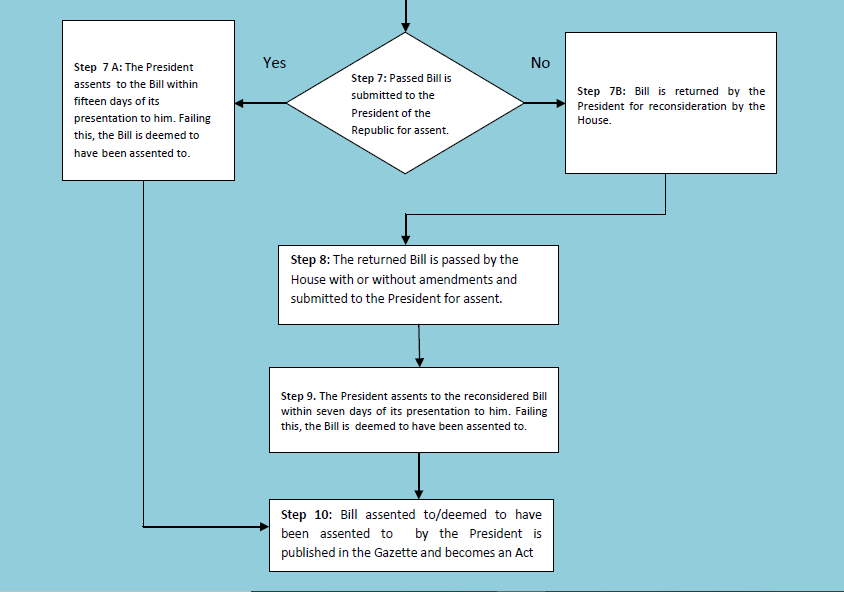 Yes
No
Step 7 A: The President
assents to the Bill within
fifteen days of its
presentation to him. Failing
this, the Bill is deemed to
have been assented to.
Step 7: Passed Bill is
submitted to the
President of the
Republic for assent.
Step 7B: Bill is returned by the
President for reconsideration by the
House.
Step 8: The returned Bill is passed by the
House with or without amendments and
submitted to the President for assent.
Step 9. The President assents to the reconsidered Bill
within seven days of its presentation to him. Failing
this, the Bill is deemed to have been assented to.
Step 10: Bill assented to/deemed to have
been assented to by the President is
published in the Gazette and becomes an Act